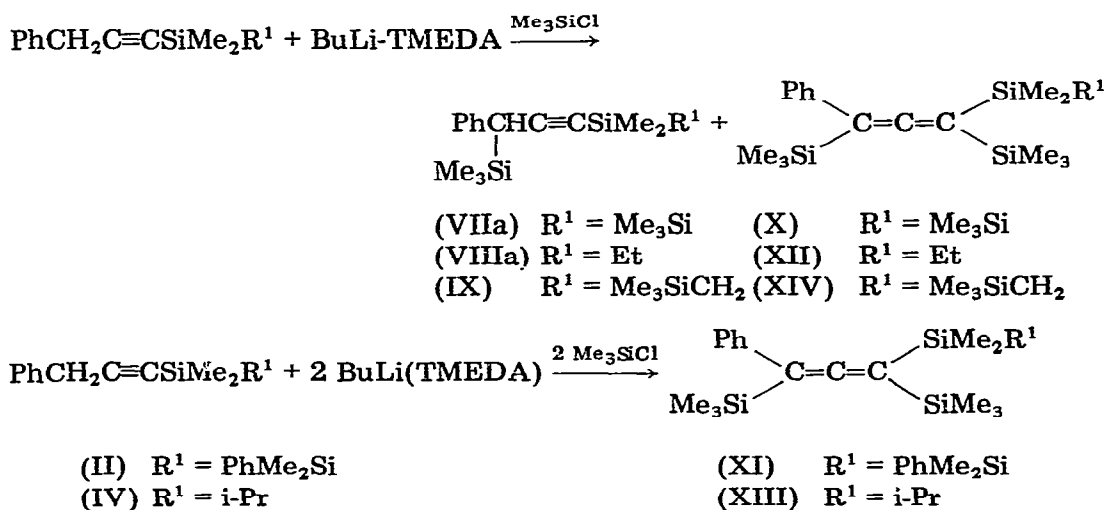 PhCH₂C≡CSiMe₂R¹ + BuLi-TMEDA Me₃SiCl →
PhCHC≡CSiMe₂R¹ +
Me₃Si
Ph SiMe₂R¹
C=C=C
Me₃Si SiMe₃
(VIIa) R¹ = Me₃Si (X) R¹ = Me₃Si
(VIIIa) R¹ = Et (XII) R¹ = Et
(IX) R¹ = Me₃SiCH₂ (XIV) R¹ = Me₃SiCH₂
PhCH₂C≡CSiMe₂R¹ + 2 BuLi(TMEDA) 2 Me₃SiCl →
Ph SiMe₂R¹
C=C=C
Me₃Si SiMe₃
(II) R¹ = PhMe₂Si (XI) R¹ = PhMe₂Si
(IV) R¹ = i-Pr (XIII) R¹ = i-Pr